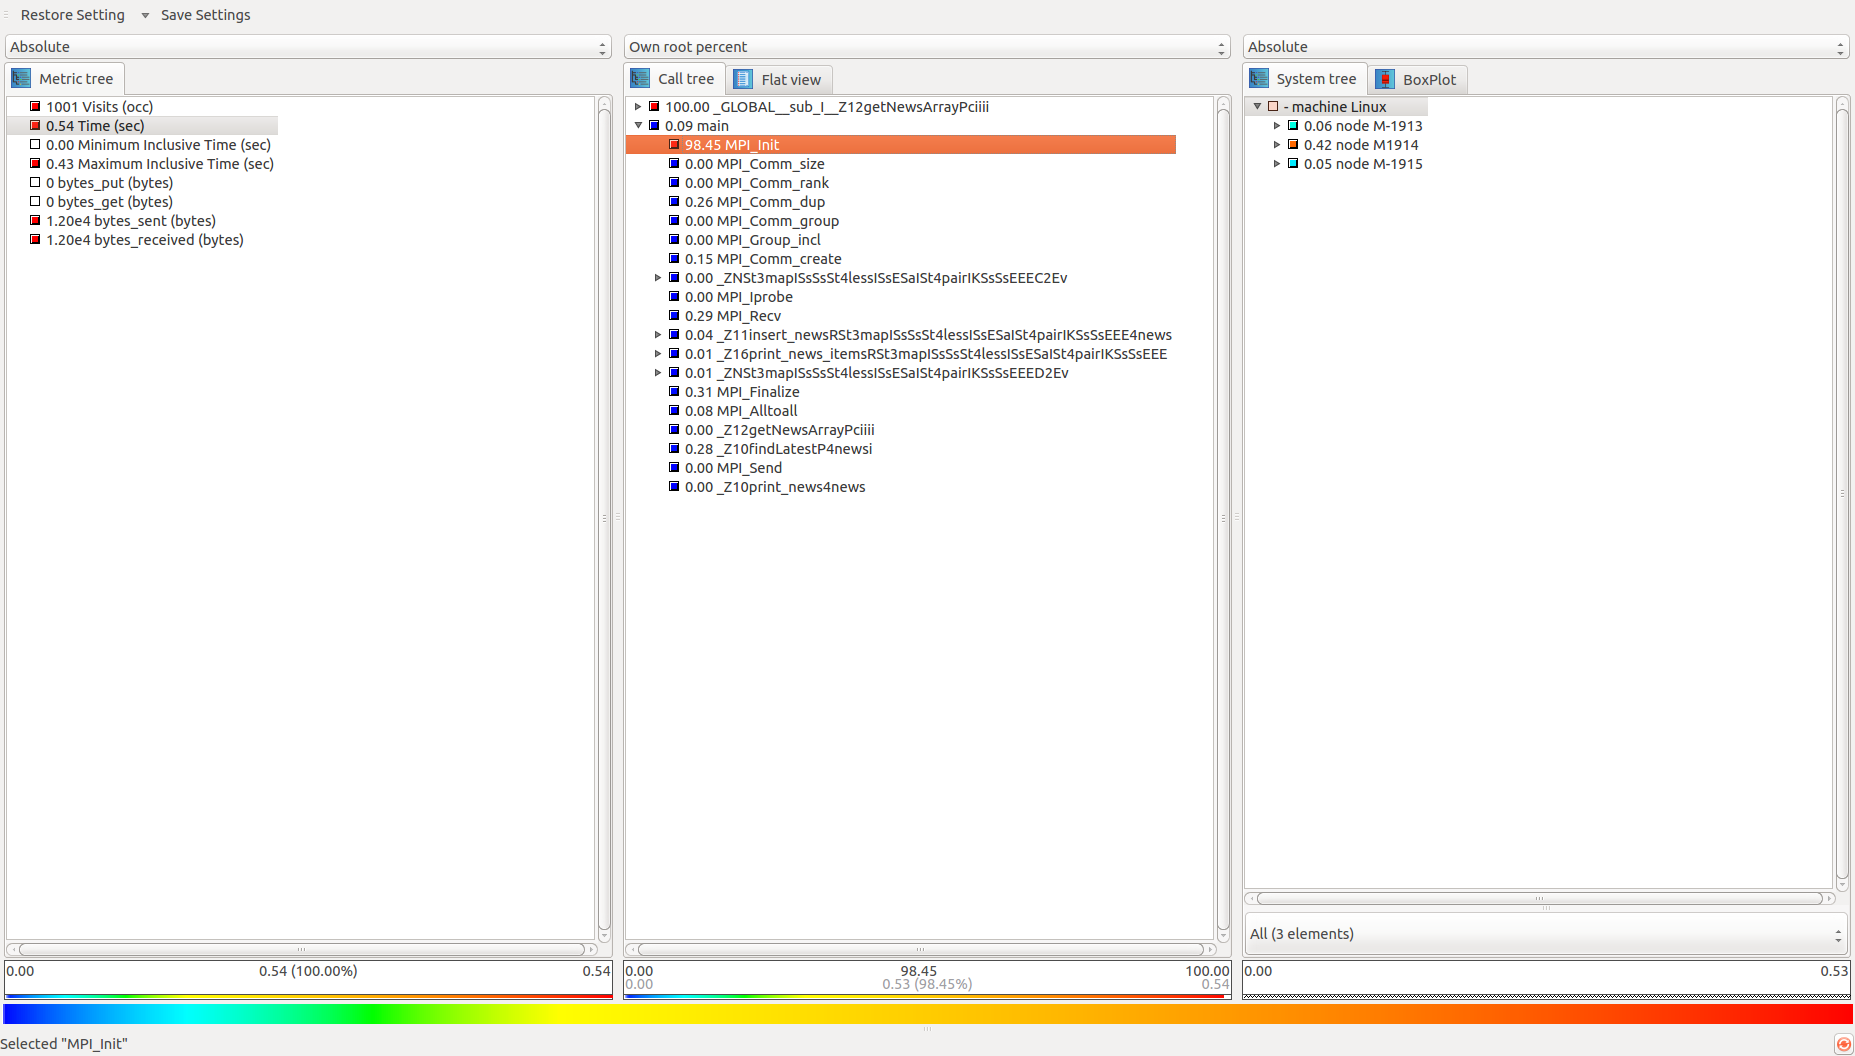 Restore Setting Save Settings
Absolute
Metric tree
1001 Visits (occ)
0.54 Time (sec)
0.00 Minimum Inclusive Time (sec)
0.43 Maximum Inclusive Time (sec)
0 bytes_put (bytes)
0 bytes_get (bytes)
1.20e4 bytes_sent (bytes)
1.20e4 bytes_received (bytes)
0.00 0.54 (100.00%) 0.54
Own root percent
Call tree Flat view
100.00 _GLOBAL__sub_I__Z12getNewsArrayPciiii
0.09 main
98.45 MPI_Init
0.00 MPI_Comm_size
0.00 MPI_Comm_rank
0.26 MPI_Comm_dup
0.00 MPI_Comm_group
0.00 MPI_Group_incl
0.15 MPI_Comm_create
0.00 _ZNSt3mapISsSsSt4lessISsESaISt4pairIKSsSsEEEC2Ev
0.00 MPI_Iprobe
0.29 MPI_Recv
0.04 _Z11insert_newsRSt3mapISsSsSt4lessISsESaISt4pairIKSsSsEEE4news
0.01 _Z16print_news_itemsRSt3mapISsSsSt4lessISsESaISt4pairIKSsSsEEE
0.01 _ZNSt3mapISsSsSt4lessISsESaISt4pairIKSsSsEEED2Ev
0.31 MPI_Finalize
0.08 MPI_Alltoall
0.00 _Z12getNewsArrayPciiii
0.28 _Z10findLatestP4newsi
0.00 MPI_Send
0.00 _Z10print_news4news
0.00 98.45 100.00
0.00 0.53 (98.45%) 0.54
Absolute
System tree BoxPlot
- machine Linux
0.06 node M-1913
0.42 node M1914
0.05 node M-1915
All (3 elements)
0.00 0.53
Selected "MPI_Init"